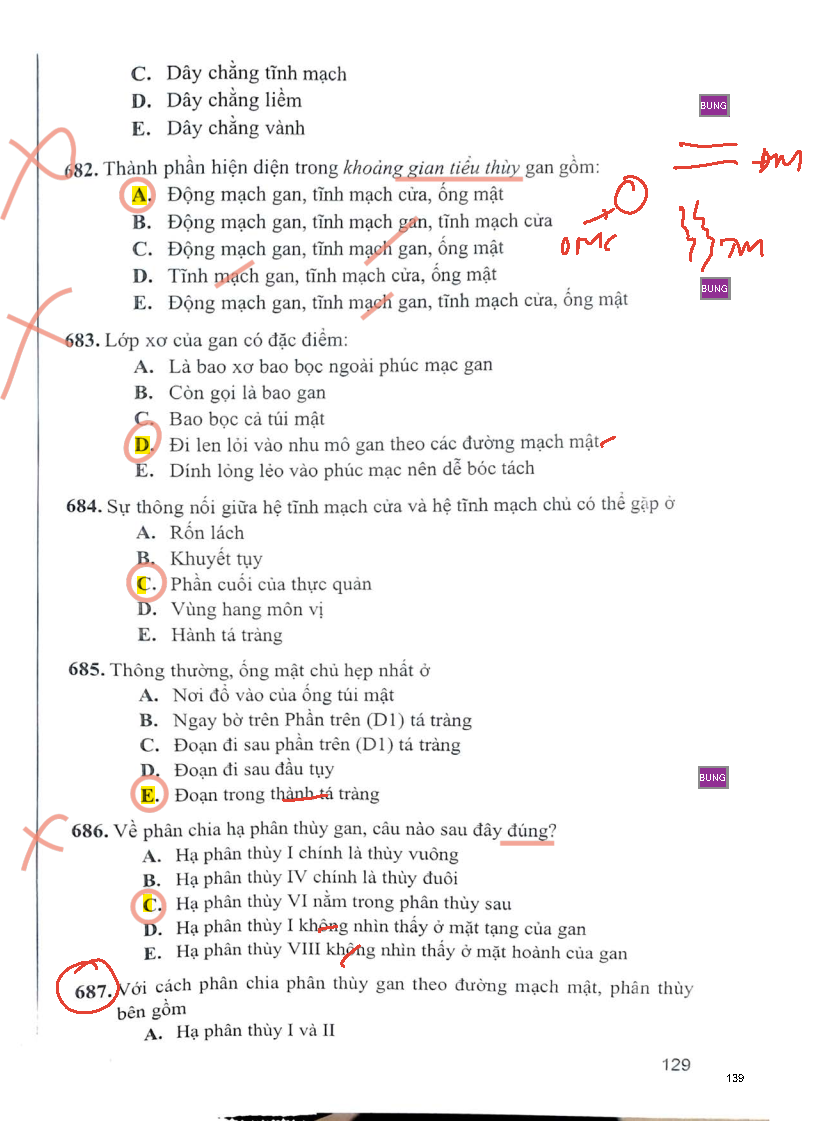 C. Dây chằng tĩnh mạch
D. Dây chằng liềm
E. Dây chằng vành
BUNG
682. Thành phần hiện diện trong khoảng gian tiểu thùy gan gồm:
A. Động mạch gan, tĩnh mạch cửa, ống mật
B. Động mạch gan, tĩnh mạch gan, tĩnh mạch cửa
C. Động mạch gan, tĩnh mạch gan, ống mật
D. Tĩnh mạch gan, tĩnh mạch cửa, ống mật
E. Động mạch gan, tĩnh mạch gan, tĩnh mạch cửa, ống mật
ĐM
OMC
TM
BUNG
683. Lớp xơ của gan có đặc điểm:
A. Là bao xơ bao bọc ngoài phúc mạc gan
B. Còn gọi là bao gan
C. Bao bọc cả túi mật
D. Đi len lỏi vào nhu mô gan theo các đường mạch mật
E. Dính lỏng lẻo vào phúc mạc nên dễ bóc tách
684. Sự thông nối giữa hệ tĩnh mạch cửa và hệ tĩnh mạch chủ có thể gặp ở
A. Rốn lách
B. Khuyết tụy
C. Phần cuối của thực quản
D. Vùng hang môn vị
E. Hành tá tràng
685. Thông thường, ống mật chủ hẹp nhất ở
A. Nơi đổ vào của ống túi mật
B. Ngay bờ trên Phần trên (D1) tá tràng
C. Đoạn đi sau phần trên (D1) tá tràng
D. Đoạn đi sau đầu tụy
E. Đoạn trong thành tá tràng
BUNG
686. Về phân chia hạ phân thùy gan, câu nào sau đây đúng?
A. Hạ phân thùy I chính là thùy vuông
B. Hạ phân thùy IV chính là thùy đuôi
C. Hạ phân thùy VI nằm trong phân thùy sau
D. Hạ phân thùy I không nhìn thấy ở mặt tạng của gan
E. Hạ phân thùy VIII không nhìn thấy ở mặt hoành của gan
687. Với cách phân chia phân thùy gan theo đường mạch mật, phân thùy
bên gồm
A. Hạ phân thùy I và II
129
139